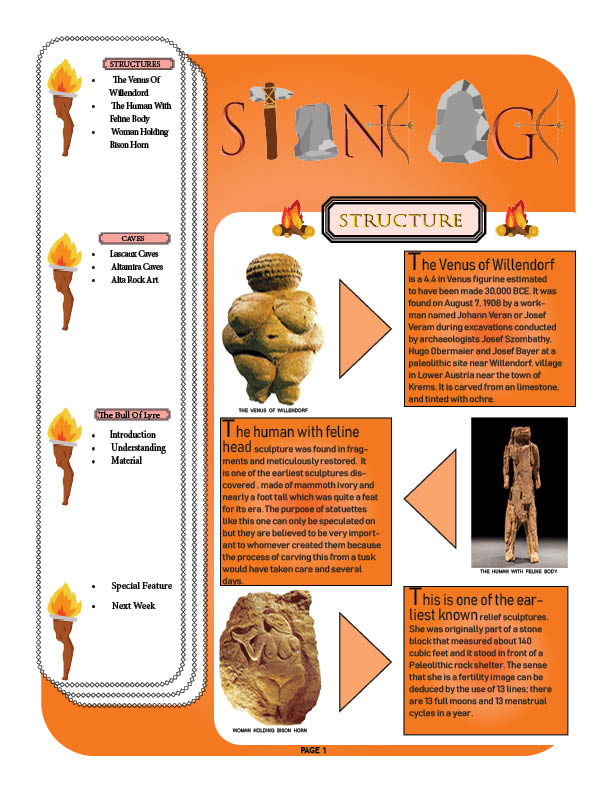 STRUCTURES
• The Venus Of
Willendord
• The Human With
Feline Body
• Woman Holding
Bison Horn
CAVES
• Lascaux Caves
• Altamira Caves
• Alta Rock Art
The Bull Of Lyre
• Introduction
• Understanding
• Material
• Special Feature
• Next Week
STONE AGE
STRUCTURE
The Venus of Willendorf
is a 4.4 in Venus figurine estimated
to have been made 30,000 BCE. It was
found on August 7, 1908 by a work-
man named Johann Veran or Josef
Veram during excavations conducted
by archaeologists Josef Szombathy,
Hugo Obermaier and Josef Bayer at a
paleolithic site near Willendorf, village
in Lower Austria near the town of
Krems. It is carved from an limestone,
and tinted with ochre.
THE VENUS OF WILLENDORF
The human with feline
head sculpture was found in frag-
ments and meticulously restored. It
is one of the earliest sculptures dis-
covered , made of mammoth ivory and
nearly a foot tall which was quite a feat
for its era. The purpose of statuettes
like this one can only be speculated on
but they are believed to be very import-
ant to whomever created them because
the process of carving this from a tusk
would have taken care and several
days.
THE HUMAN WITH FELINE BODY
This is one of the ear-
liest known relief sculptures.
She was originally part of a stone
block that measured about 140
cubic feet and it stood in front of a
Paleolithic rock shelter. The sense
that she is a fertility image can be
deduced by the use of 13 lines; there
are 13 full moons and 13 menstrual
cycles in a year.
WOMAN HOLDING BISON HORN
PAGE 1